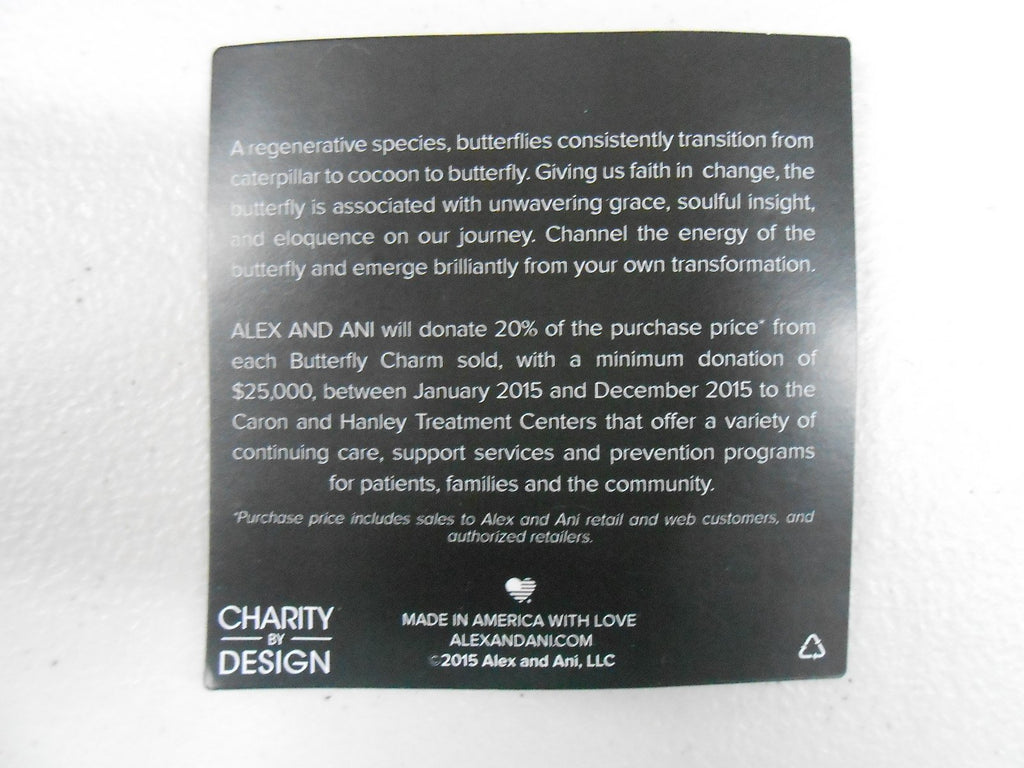 A regenerative species, butterflies consistently transition from
caterpillar to cocoon to butterfly. Giving us faith in change, the
butterfly is associated with unwavering grace, soulful insight,
and eloquence on our journey. Channel the energy of the
butterfly and emerge brilliantly from your own transformation.
ALEX AND ANI will donate 20% of the purchase price* from
each Butterfly Charm sold, with a minimum donation of
$25,000, between January 2015 and December 2015 to the
Caron and Hanley Treatment Centers that offer a variety of
continuing care, support services and prevention programs
for patients, families and the community.
*Purchase price includes sales to Alex and Ani retail and web customers, and
authorized retailers.
CHARITY
BY
DESIGN
MADE IN AMERICA WITH LOVE
ALEXANDANI.COM
©2015 Alex and Ani, LLC